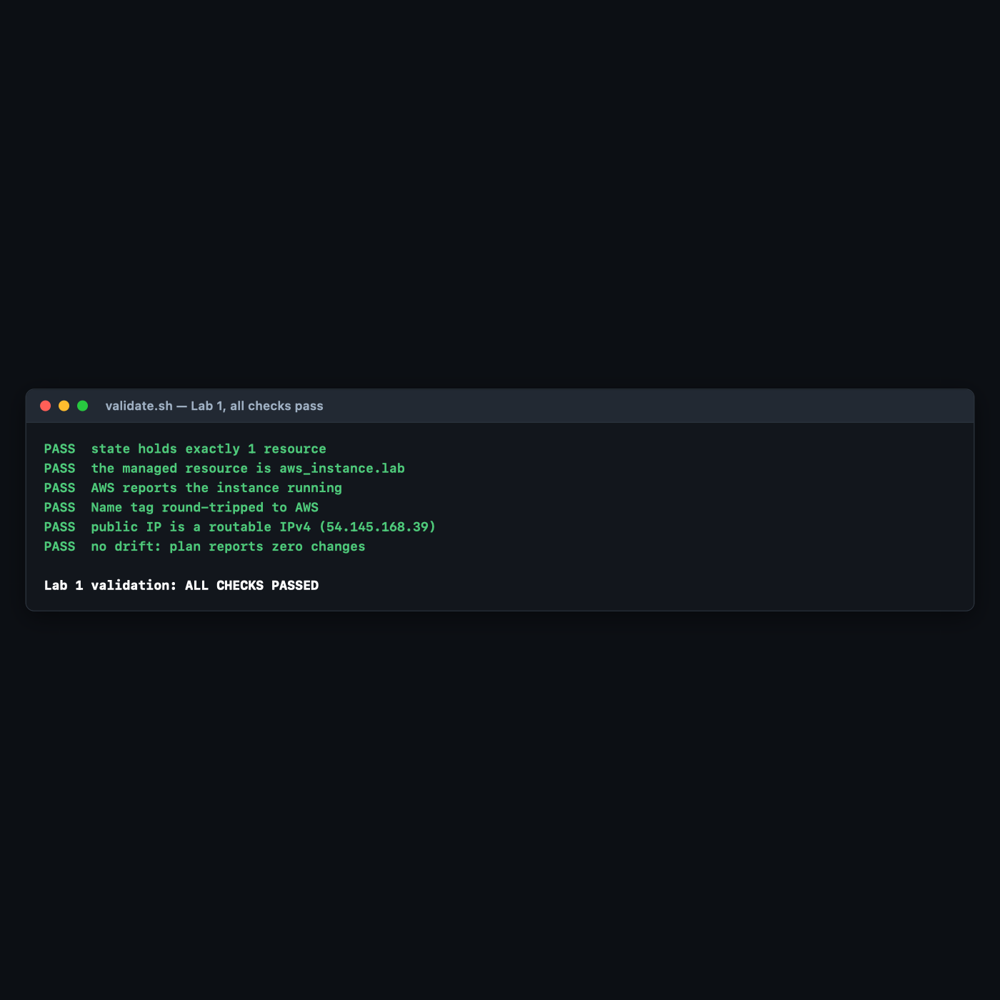 validate.sh — Lab 1, all checks pass
PASS  state holds exactly 1 resource
PASS  the managed resource is aws_instance.lab
PASS  AWS reports the instance running
PASS  Name tag round-tripped to AWS
PASS  public IP is a routable IPv4 (54.145.168.39)
PASS  no drift: plan reports zero changes
Lab 1 validation: ALL CHECKS PASSED